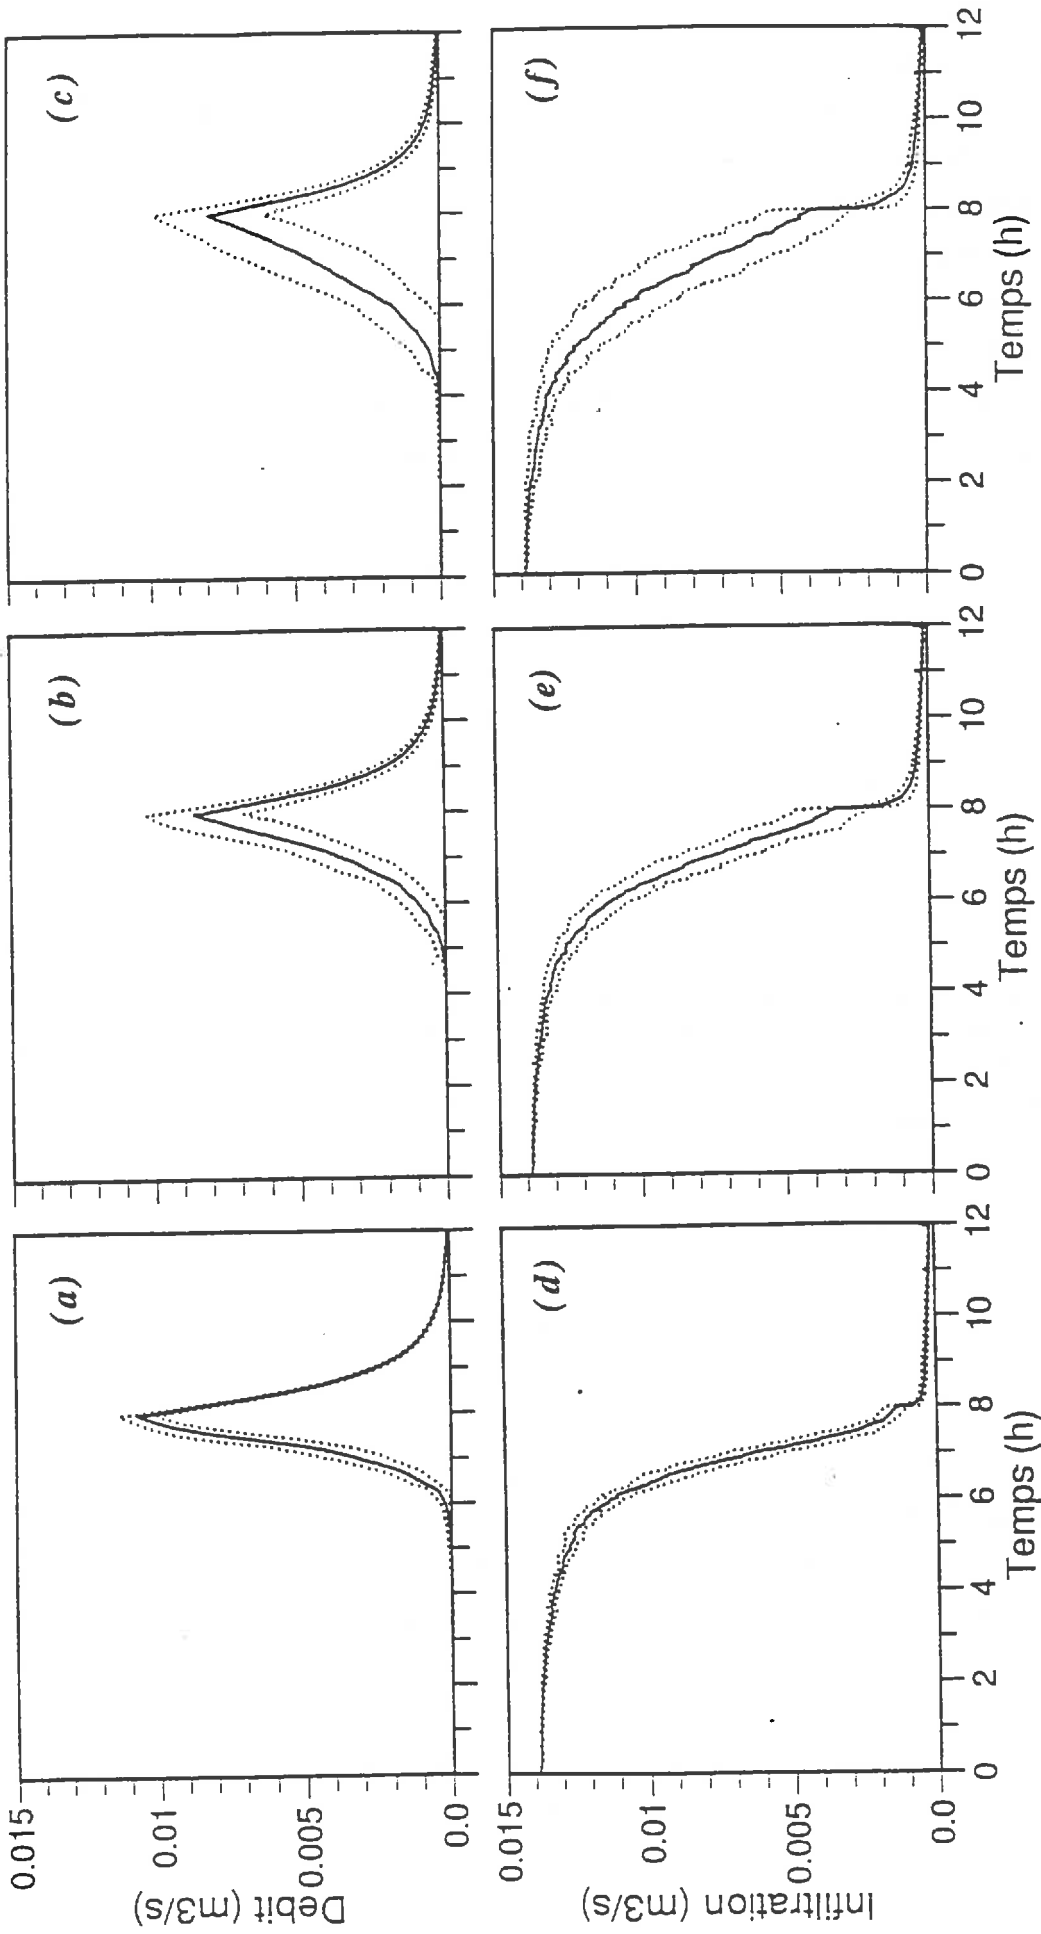 Debit (m3/s)
0.015
0.01
0.005
0.0
(a)
(b)
(c)
Infiltration (m3/s)
0.015
0.01
0.005
0.0
(d)
(e)
(f)
0 2 4 6 8 10 12
0 2 4 6 8 10 12
0 2 4 6 8 10 12
Temps (h)
Temps (h)
Temps (h)